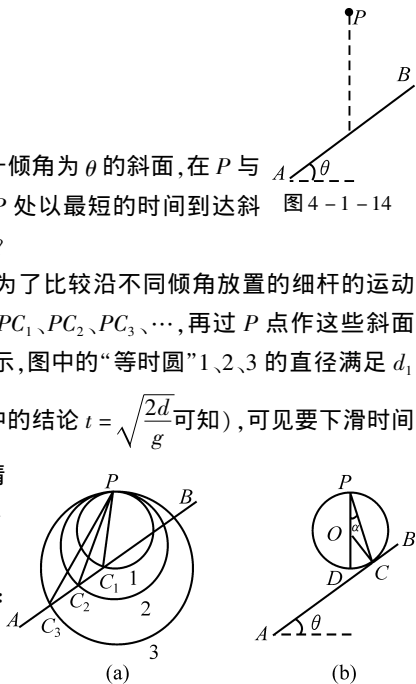 P
B
倾角为 θ 的斜面,在 P 与
A θ
处以最短的时间到达斜
图 4－1－14
为了比较沿不同倾角放置的细杆的运动
PC₁、PC₂、PC₃、…,再过 P 点作这些斜面
示,图中的“等时圆”1、2、3 的直径满足 d₁
中的结论 t = √(2d/g) 可知),可见要下滑时间
P B C₁ 1 C₂ 2 C₃ A 3
P O α B D C A θ
(a) (b)